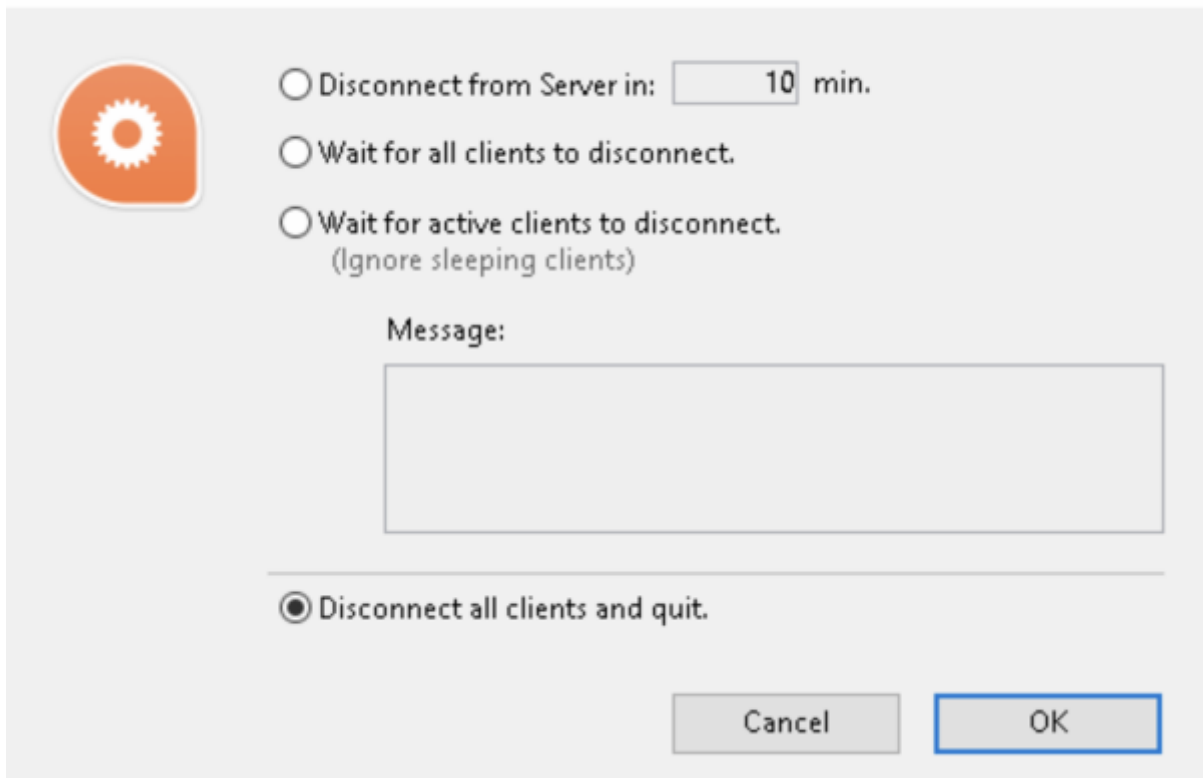 Disconnect from Server in: 10 min.
Wait for all clients to disconnect.
Wait for active clients to disconnect.
(Ignore sleeping clients)
Message:
Disconnect all clients and quit.
Cancel OK